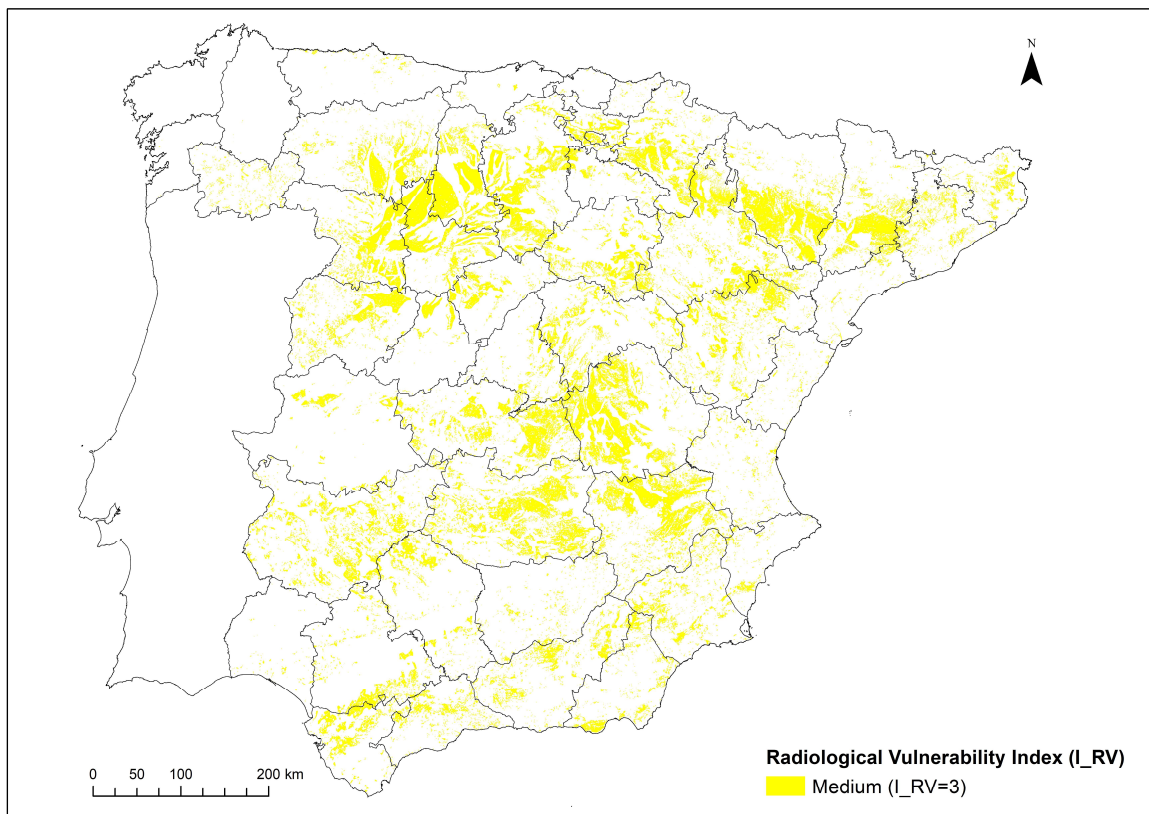 N
Radiological Vulnerability Index (I_RV)
Medium (I_RV=3)
0 50 100 200 km